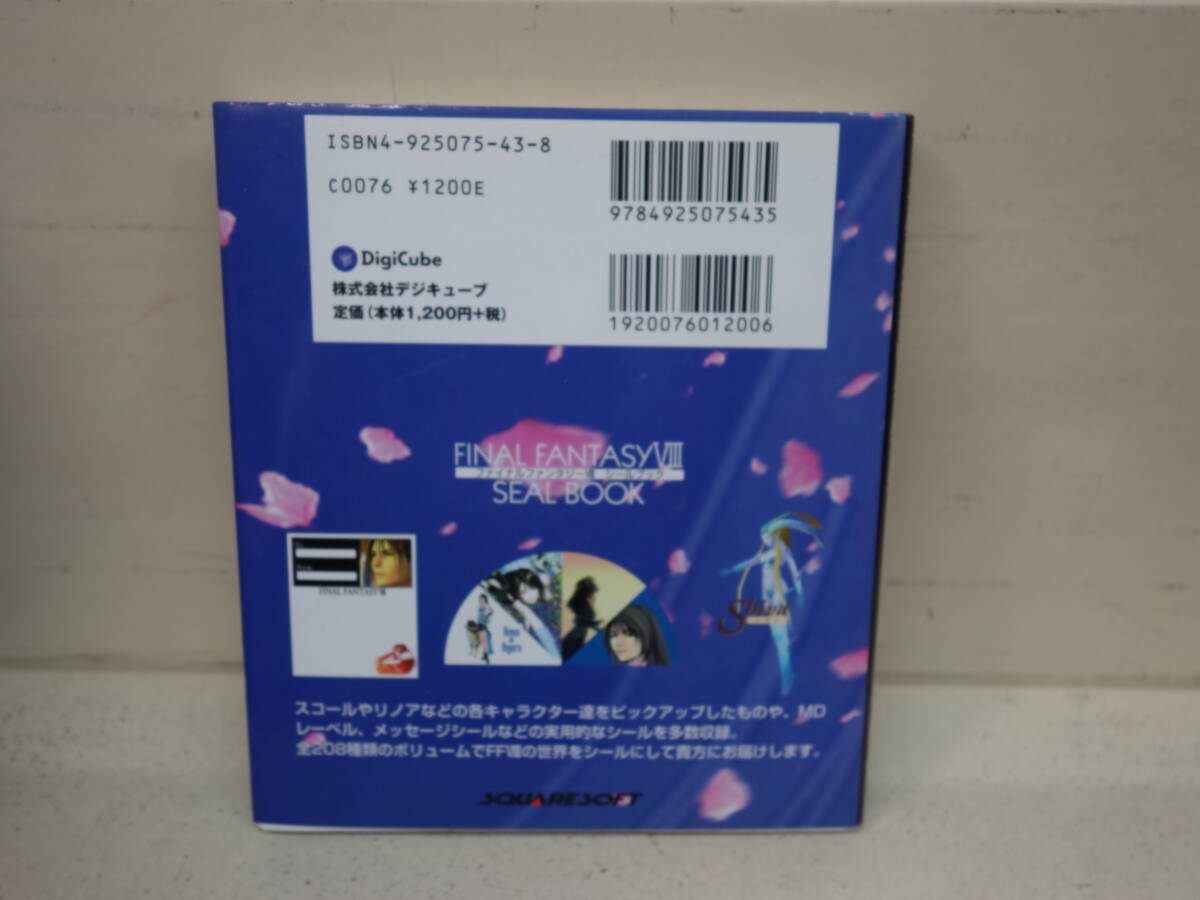 ISBN4-925075-43-8
C0076 ¥1200E
9784925075435
DigiCube
株式会社デジキューブ
定価(本体1,200円+税)
1920076012006
FINAL FANTASY VIII
ファイナルファンタジーVIII シールブック
SEAL BOOK
FINAL FANTASY VIII
Shiva
スコールやリノアなどの各キャラクター達をピックアップしたものや、MD
レーベル、メッセージシールなどの実用的なシールを多数収録。
全208種類のボリュームでFFVIIIの世界をシールにして貴方にお届けします。
SQUARESOFT